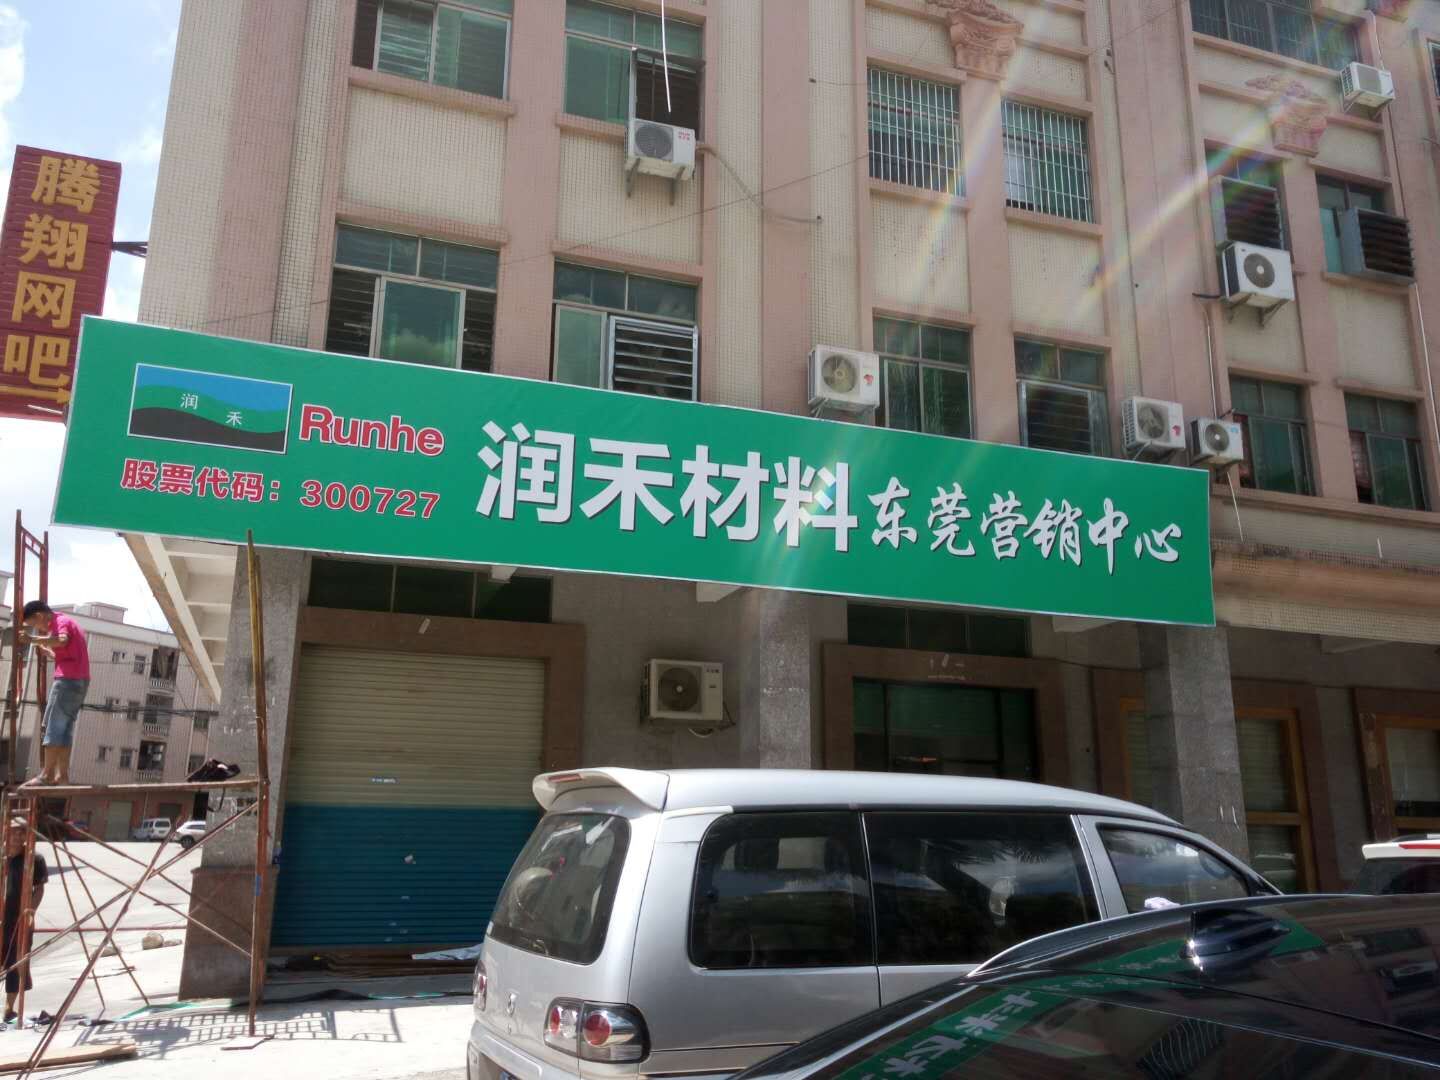 腾翔网吧
润禾
Runhe
股票代码：300727
润禾材料东莞营销中心